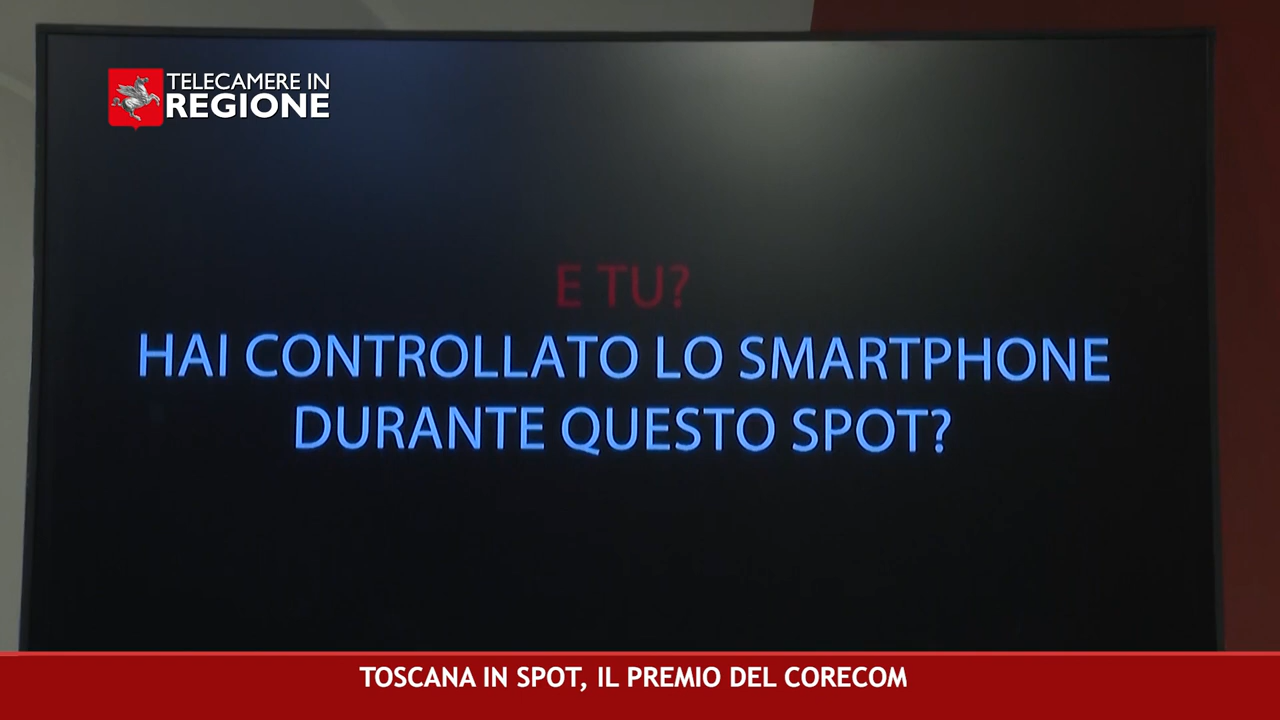 TELECAMERE IN
REGIONE
E TU?
HAI CONTROLLATO LO SMARTPHONE
DURANTE QUESTO SPOT?
TOSCANA IN SPOT, IL PREMIO DEL CORECOM